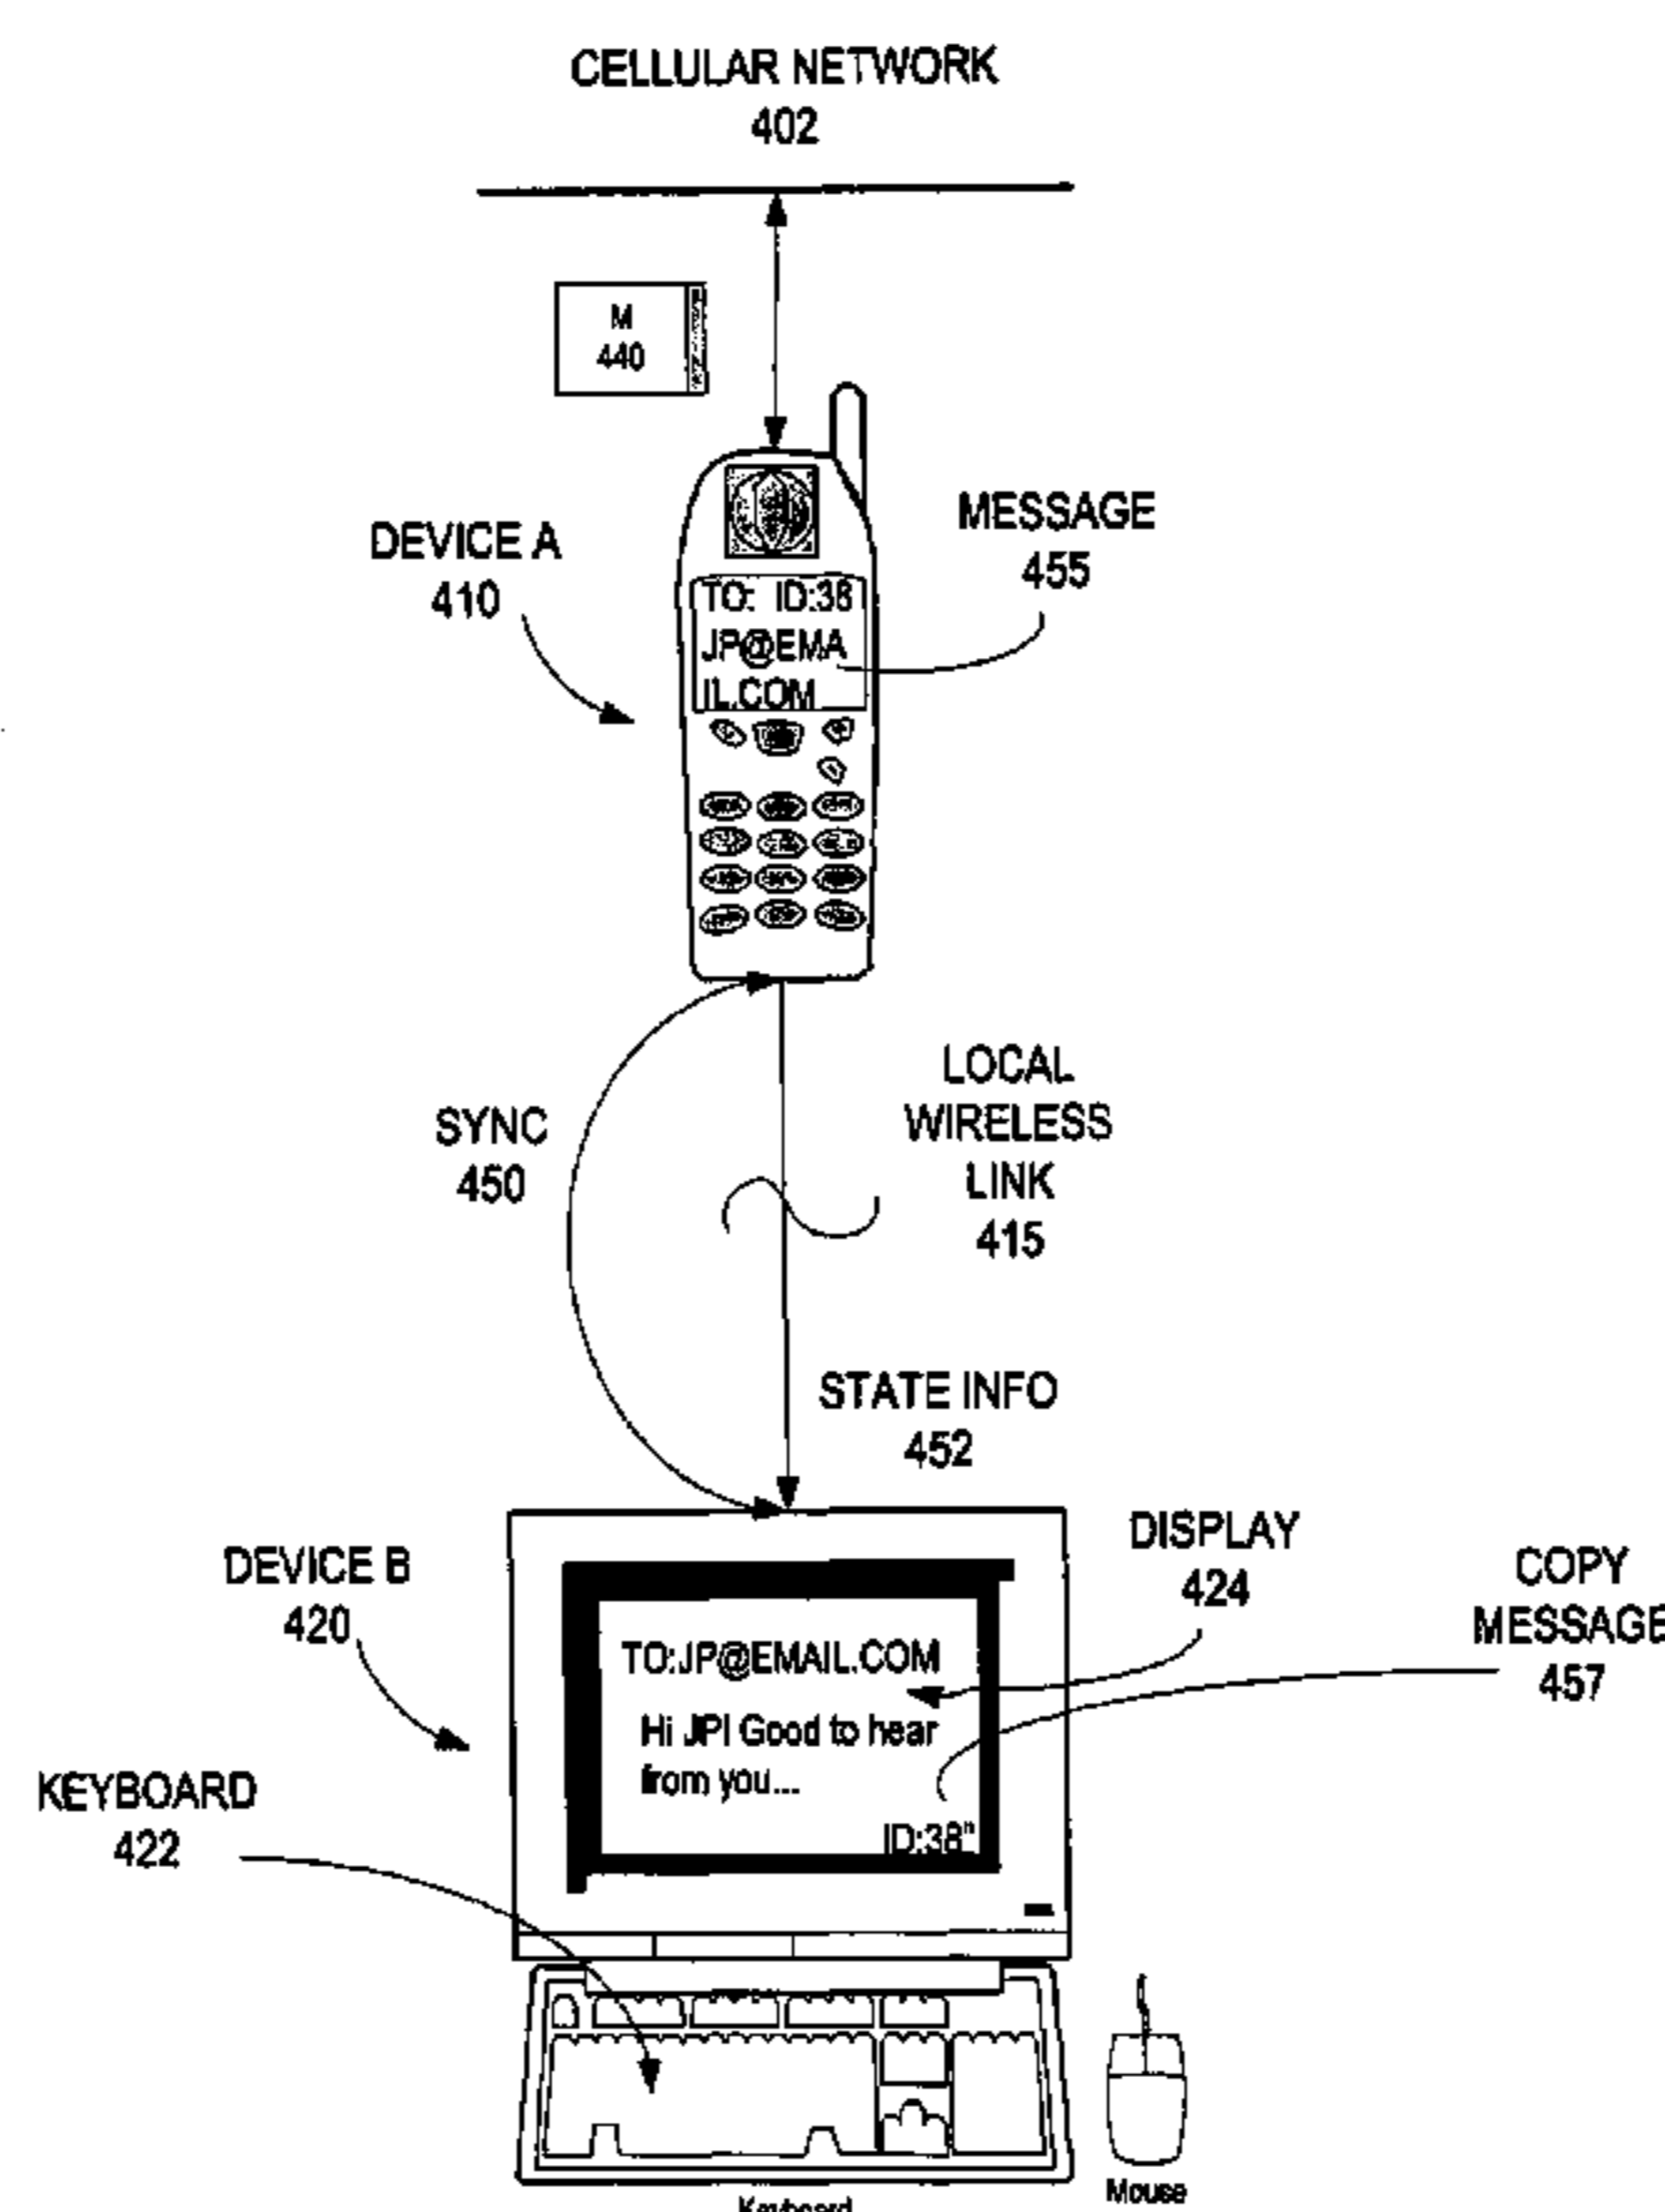 CELLULAR NETWORK
402
M
440
DEVICE A
410
MESSAGE
455
TO: ID:38
JP@EMA
IL.COM
SYNC
450
LOCAL
WIRELESS
LINK
415
STATE INFO
452
DEVICE B
420
DISPLAY
424
COPY
MESSAGE
457
TO:JP@EMAIL.COM
Hi JP! Good to hear
from you...
ID:38"
KEYBOARD
422
Mouse
Keyboard